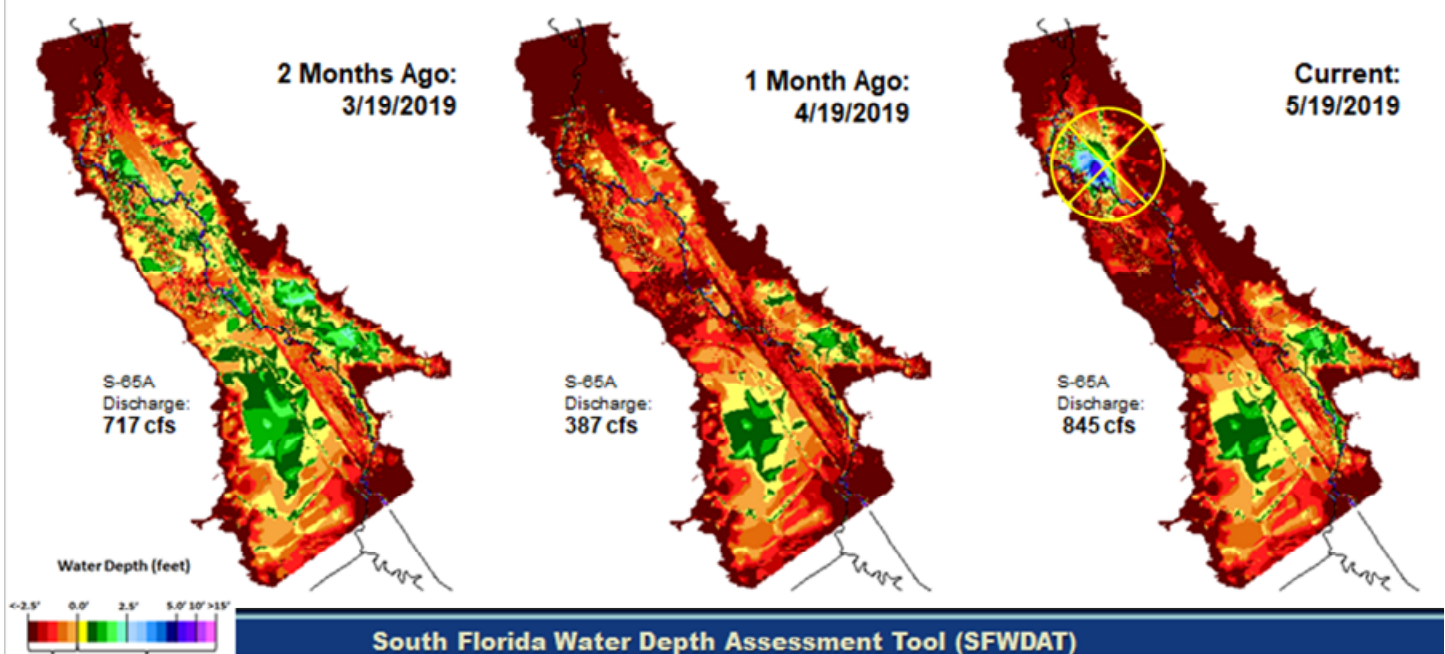 2 Months Ago:
3/19/2019
1 Month Ago:
4/19/2019
Current:
5/19/2019
S-65A
Discharge:
717 cfs
S-65A
Discharge:
387 cfs
S-65A
Discharge:
845 cfs
Water Depth (feet)
<-2.5' 0.0' 2.5' 5.0' 10' >15'
South Florida Water Depth Assessment Tool (SFWDAT)